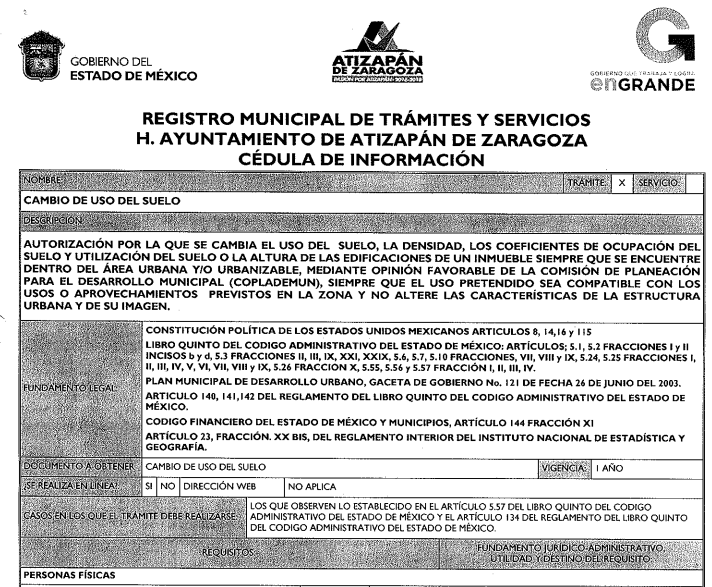 GOBIERNO DEL
ESTADO DE MÉXICO
ATIZAPÁN
DE ZARAGOZA
PASIÓN POR ATIZAPÁN · 2016-2018
GOBIERNO QUE TRABAJA Y LOGRA
enGRANDE
REGISTRO MUNICIPAL DE TRÁMITES Y SERVICIOS
H. AYUNTAMIENTO DE ATIZAPÁN DE ZARAGOZA
CÉDULA DE INFORMACIÓN
NOMBRE: TRÁMITE: X SERVICIO:
CAMBIO DE USO DEL SUELO
DESCRIPCIÓN:
AUTORIZACIÓN POR LA QUE SE CAMBIA EL USO DEL SUELO, LA DENSIDAD, LOS COEFICIENTES DE OCUPACIÓN DEL
SUELO Y UTILIZACIÓN DEL SUELO O LA ALTURA DE LAS EDIFICACIONES DE UN INMUEBLE SIEMPRE QUE SE ENCUENTRE
DENTRO DEL ÁREA URBANA Y/O URBANIZABLE, MEDIANTE OPINIÓN FAVORABLE DE LA COMISIÓN DE PLANEACIÓN
PARA EL DESARROLLO MUNICIPAL (COPLADEMUN), SIEMPRE QUE EL USO PRETENDIDO SEA COMPATIBLE CON LOS
USOS O APROVECHAMIENTOS PREVISTOS EN LA ZONA Y NO ALTERE LAS CARACTERÍSTICAS DE LA ESTRUCTURA
URBANA Y DE SU IMAGEN.
FUNDAMENTO LEGAL:
CONSTITUCIÓN POLÍTICA DE LOS ESTADOS UNIDOS MEXICANOS ARTICULOS 8, 14,16 y 115
LIBRO QUINTO DEL CODIGO ADMINISTRATIVO DEL ESTADO DE MÉXICO: ARTÍCULOS; 5.1, 5.2 FRACCIONES I y II
INCISOS b y d, 5.3 FRACCIONES II, III, IX, XXI, XXIX, 5.6, 5.7, 5.10 FRACCIONES, VII, VIII y IX, 5.24, 5.25 FRACCIONES I,
II, III, IV, V, VI, VII, VIII y IX, 5.26 FRACCION X, 5.55, 5.56 y 5.57 FRACCIÓN I, II, III, IV.
PLAN MUNICIPAL DE DESARROLLO URBANO, GACETA DE GOBIERNO No. 121 DE FECHA 26 DE JUNIO DEL 2003.
ARTICULO 140, 141,142 DEL REGLAMENTO DEL LIBRO QUINTO DEL CODIGO ADMINISTRATIVO DEL ESTADO DE
MÉXICO.
CODIGO FINANCIERO DEL ESTADO DE MÉXICO Y MUNICIPIOS, ARTÍCULO 144 FRACCIÓN XI
ARTÍCULO 23, FRACCIÓN. XX BIS, DEL REGLAMENTO INTERIOR DEL INSTITUTO NACIONAL DE ESTADÍSTICA Y
GEOGRAFÍA.
DOCUMENTO A OBTENER: CAMBIO DE USO DEL SUELO VIGENCIA: 1 AÑO
¿SE REALIZA EN LÍNEA?: SI NO DIRECCIÓN WEB NO APLICA
CASOS EN LOS QUE EL TRÁMITE DEBE REALIZARSE:
LOS QUE OBSERVEN LO ESTABLECIDO EN EL ARTÍCULO 5.57 DEL LIBRO QUINTO DEL CODIGO
ADMINISTRATIVO DEL ESTADO DE MÉXICO Y EL ARTÍCULO 134 DEL REGLAMENTO DEL LIBRO QUINTO
DEL CODIGO ADMINISTRATIVO DEL ESTADO DE MÉXICO.
REQUISITOS:
FUNDAMENTO JURÍDICO-ADMINISTRATIVO,
UTILIDAD Y DESTINO DEL REQUISITO:
PERSONAS FÍSICAS